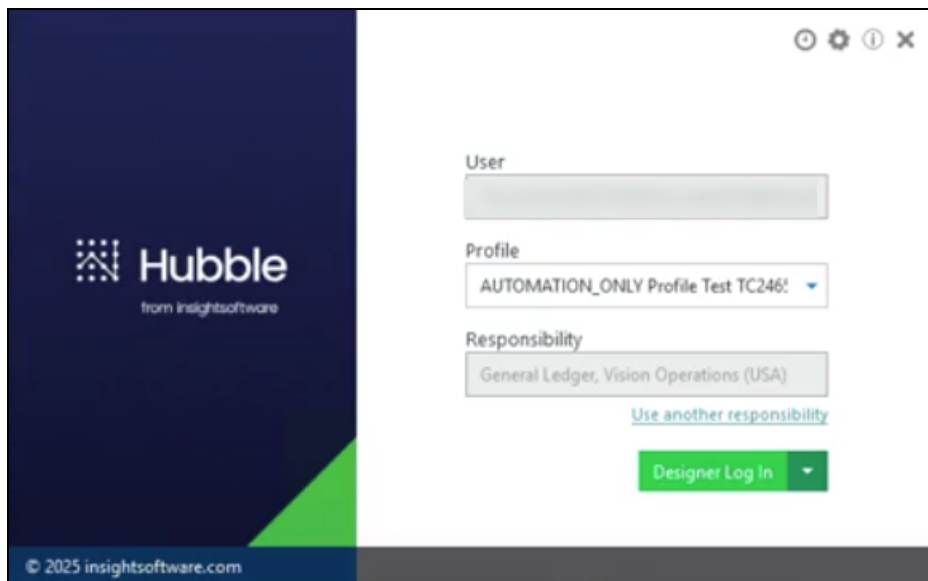 User
Hubble
from insightsoftware
Profile
AUTOMATION_ONLY Profile Test TC246
Responsibility
General Ledger, Vision Operations (USA)
Use another responsibility
Designer Log In
© 2025 insightsoftware.com